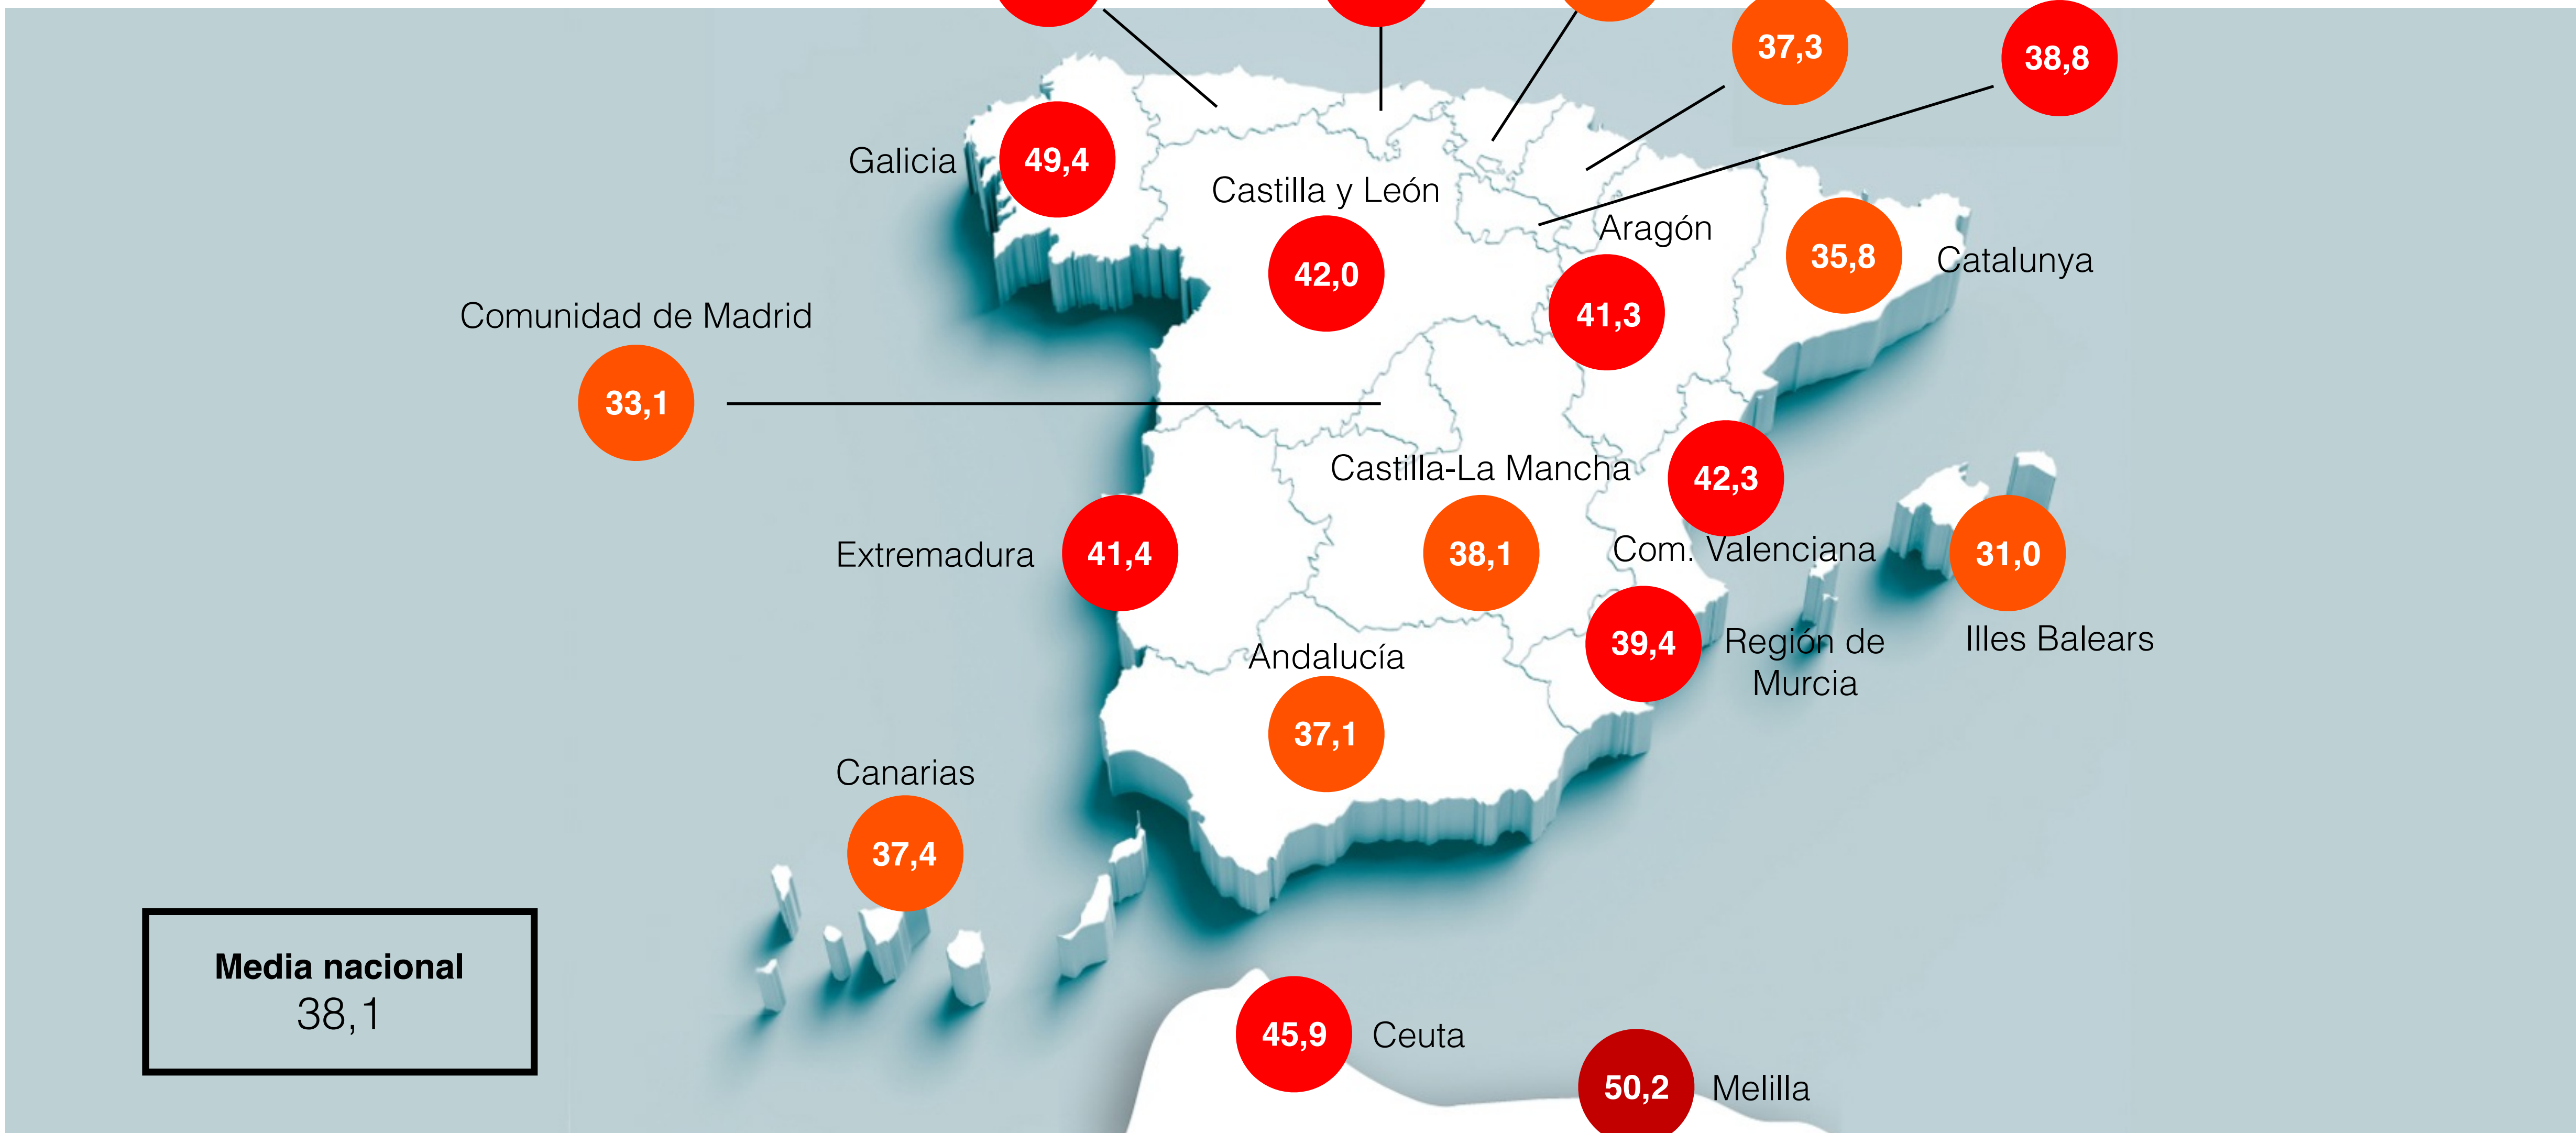 37,3
38,8
Galicia
49,4
Castilla y León
42,0
Aragón
41,3
35,8
Catalunya
Comunidad de Madrid
33,1
Castilla-La Mancha
38,1
42,3
Com. Valenciana
31,0
Illes Balears
Extremadura
41,4
39,4
Región de
Murcia
Andalucía
37,1
Canarias
37,4
Media nacional
38,1
45,9
Ceuta
50,2
Melilla